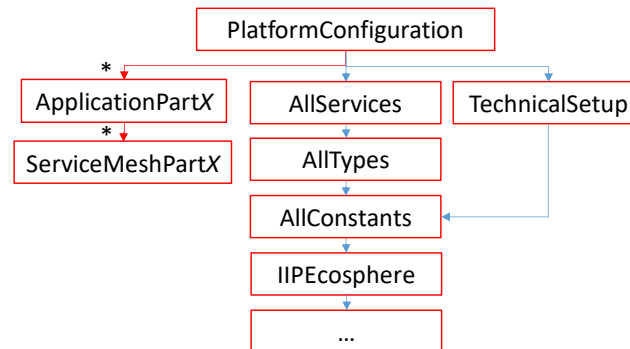 PlatformConfiguration
*
ApplicationPartX
AllServices
TechnicalSetup
*
ServiceMeshPartX
AllTypes
AllConstants
IIPEcosphere
...